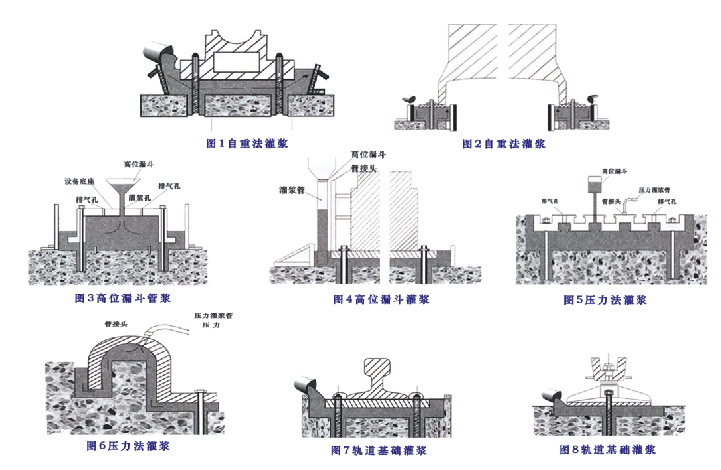 图1自重法灌浆
图2自重法灌浆
高位漏斗
设备底座
排气孔
灌浆孔
排气孔
图3高位漏斗管浆
高位漏斗
管接头
灌浆管
图4高位漏斗灌浆
高位漏斗
压力灌浆管
排气孔
管接头
排气孔
图5压力法灌浆
管接头
压力灌浆管
压力
图6压力法灌浆
图7轨道基础灌浆
图8轨道基础灌浆